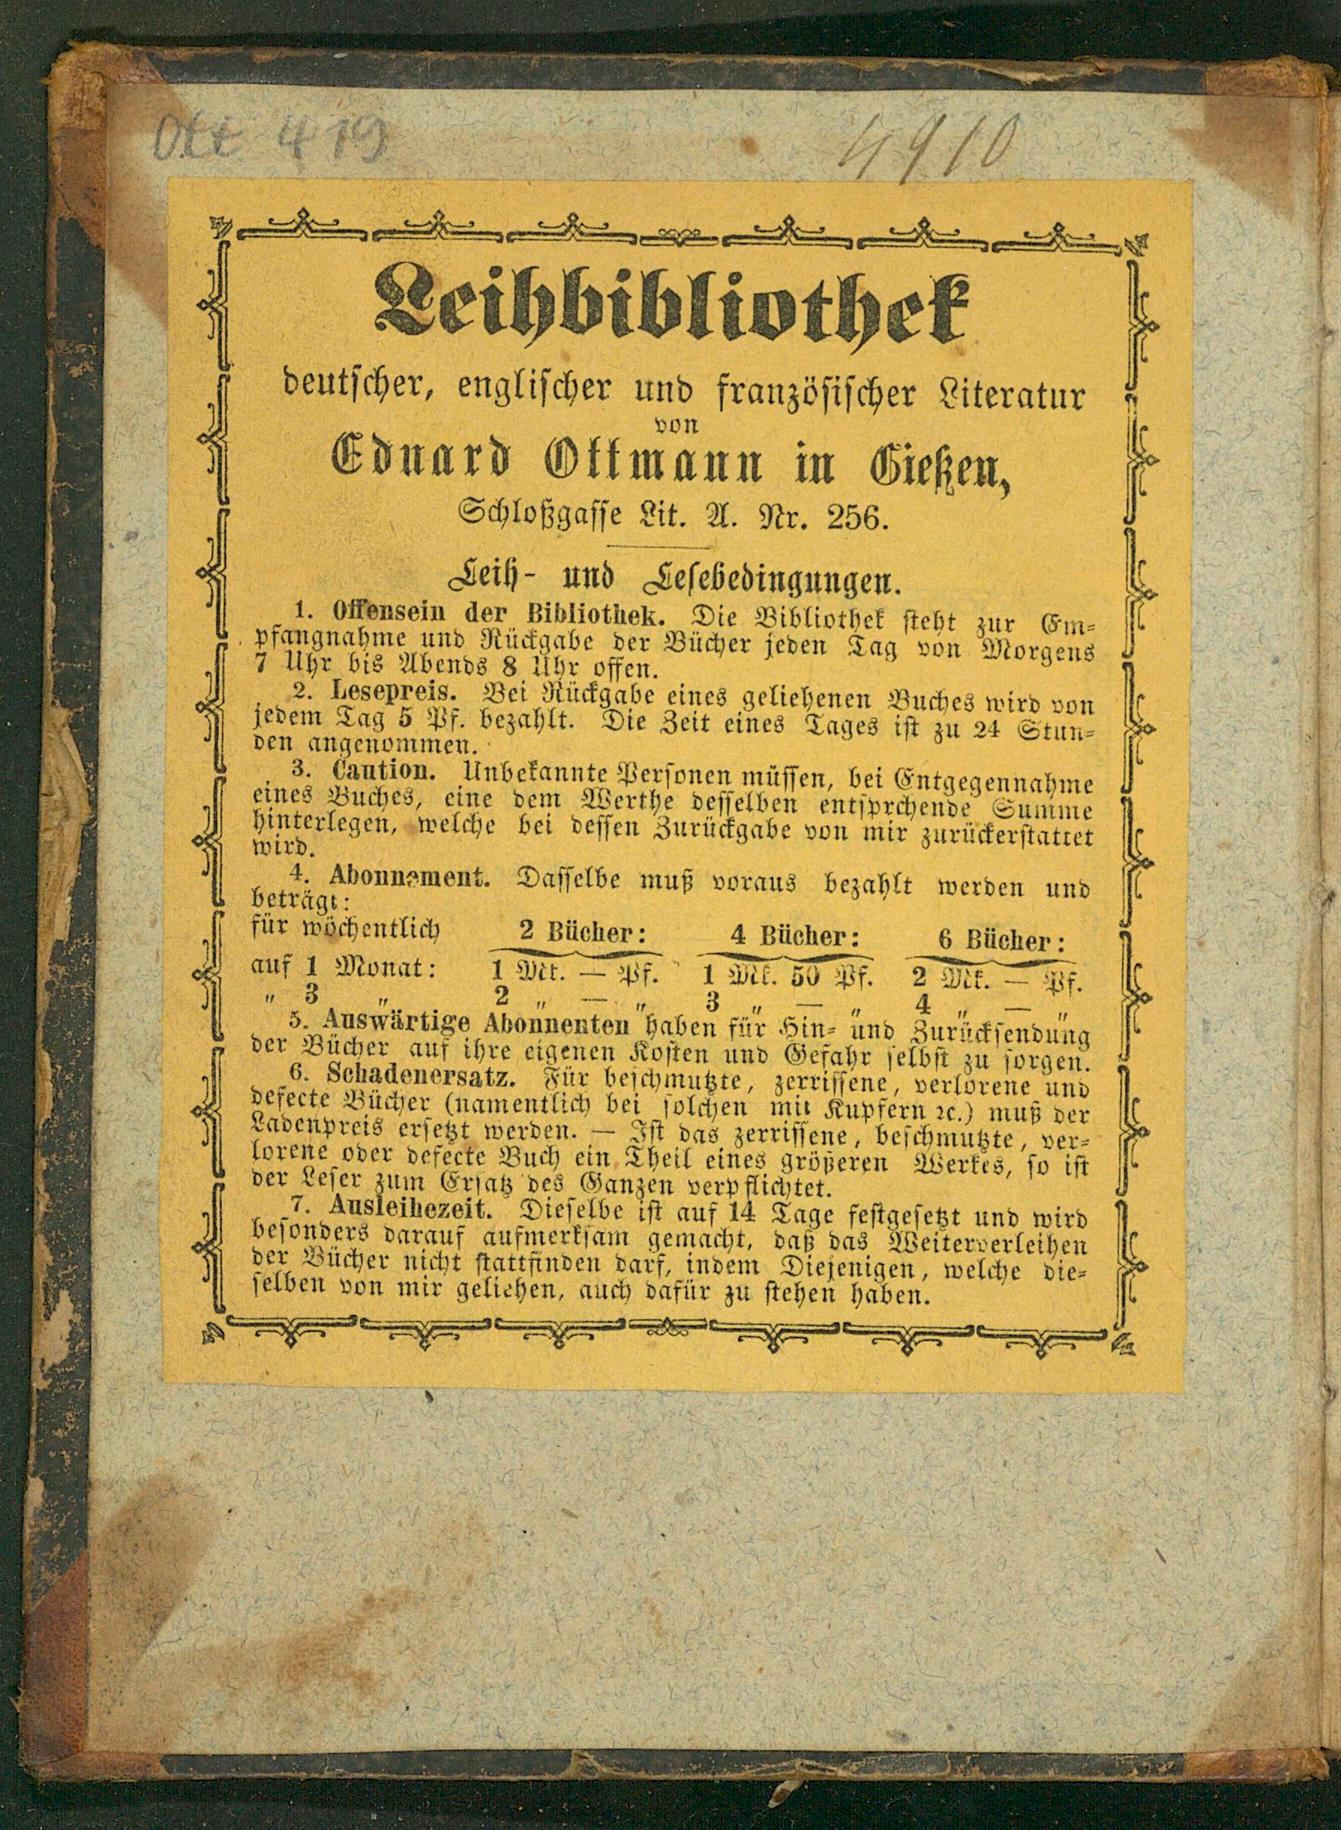 Ott 419
4910
Leihbibliothek
deutscher, englischer und französischer Literatur
von
Eduard Ottmann in Gießen,
Schloßgasse Lit. A. Nr. 256.
Leih- und Lesebedingungen.
1. Offensein der Bibliothek. Die Bibliothek steht zur Em-
pfangnahme und Rückgabe der Bücher jeden Tag von Morgens
7 Uhr bis Abends 8 Uhr offen.
2. Lesepreis. Bei Rückgabe eines geliehenen Buches wird von
jedem Tag 5 Pf. bezahlt. Die Zeit eines Tages ist zu 24 Stun-
den angenommen.
3. Caution. Unbekannte Personen müssen, bei Entgegennahme
eines Buches, eine dem Werthe desselben entsprchende Summe
hinterlegen, welche bei dessen Zurückgabe von mir zurückerstattet
wird.
4. Abonnement. Dasselbe muß voraus bezahlt werden und
beträgt:
für wöchentlich 2 Bücher: 4 Bücher: 6 Bücher:
auf 1 Monat: 1 Mk. — Pf. 1 Mk. 50 Pf. 2 Mk. — Pf.
„ 3 „ 2 „ — „ 3 „ — „ 4 „ — „
5. Auswärtige Abonnenten haben für Hin- und Zurücksendung
der Bücher auf ihre eigenen Kosten und Gefahr selbst zu sorgen.
6. Schadenersatz. Für beschmutzte, zerrissene, verlorene und
defecte Bücher (namentlich bei solchen mit Kupfern ꝛc.) muß der
Ladenpreis ersetzt werden. — Ist das zerrissene, beschmutzte, ver-
lorene oder defecte Buch ein Theil eines größeren Werkes, so ist
der Leser zum Ersatz des Ganzen verpflichtet.
7. Ausleihezeit. Dieselbe ist auf 14 Tage festgesetzt und wird
besonders darauf aufmerksam gemacht, daß das Weiterverleihen
der Bücher nicht stattfinden darf, indem Diejenigen, welche die-
selben von mir geliehen, auch dafür zu stehen haben.